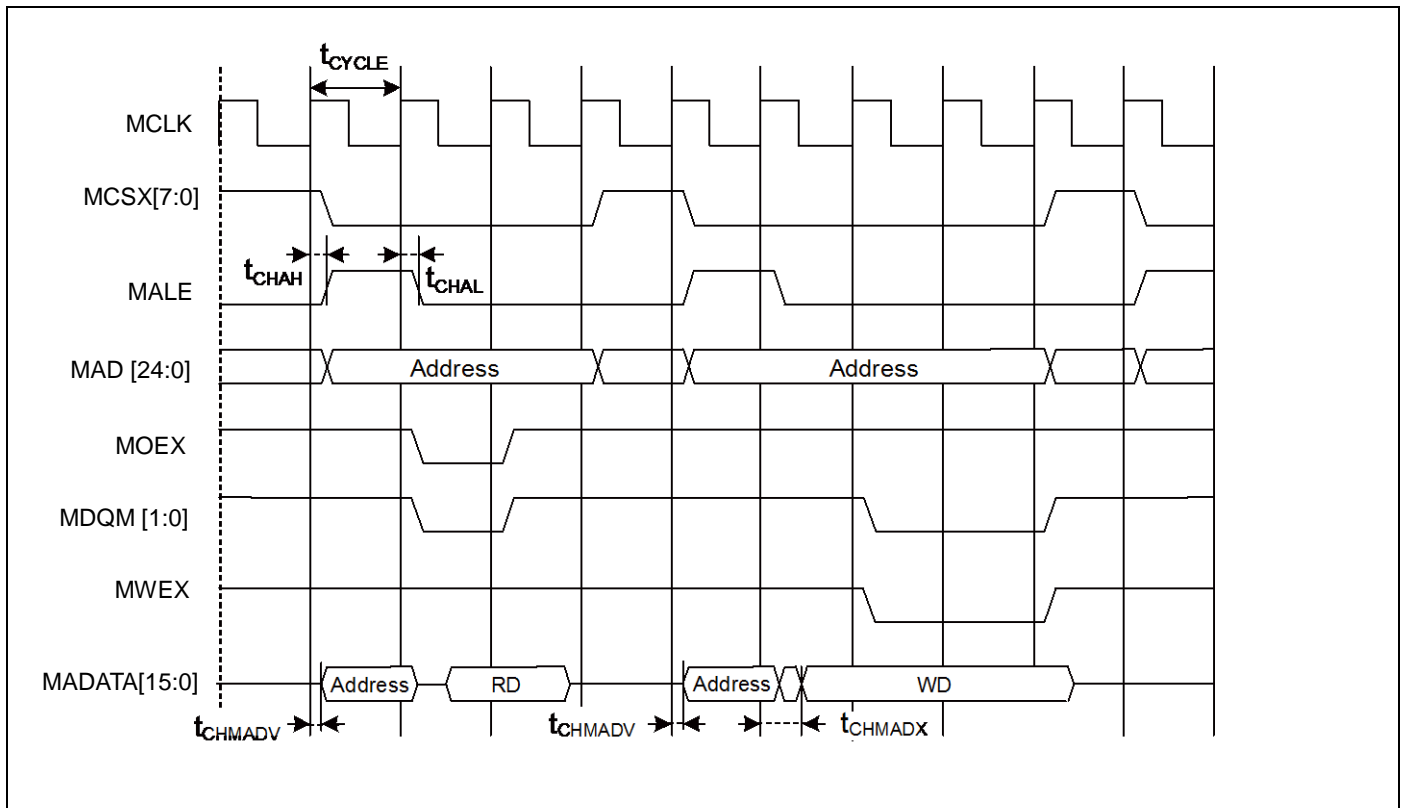 tCYCLE
MCLK
MCSX[7:0]
tCHAH
tCHAL
MALE
MAD [24:0]
Address
Address
MOEX
MDQM [1:0]
MWEX
MADATA[15:0]
Address
RD
Address
WD
tCHMADV
tCHMADV
tCHMADX